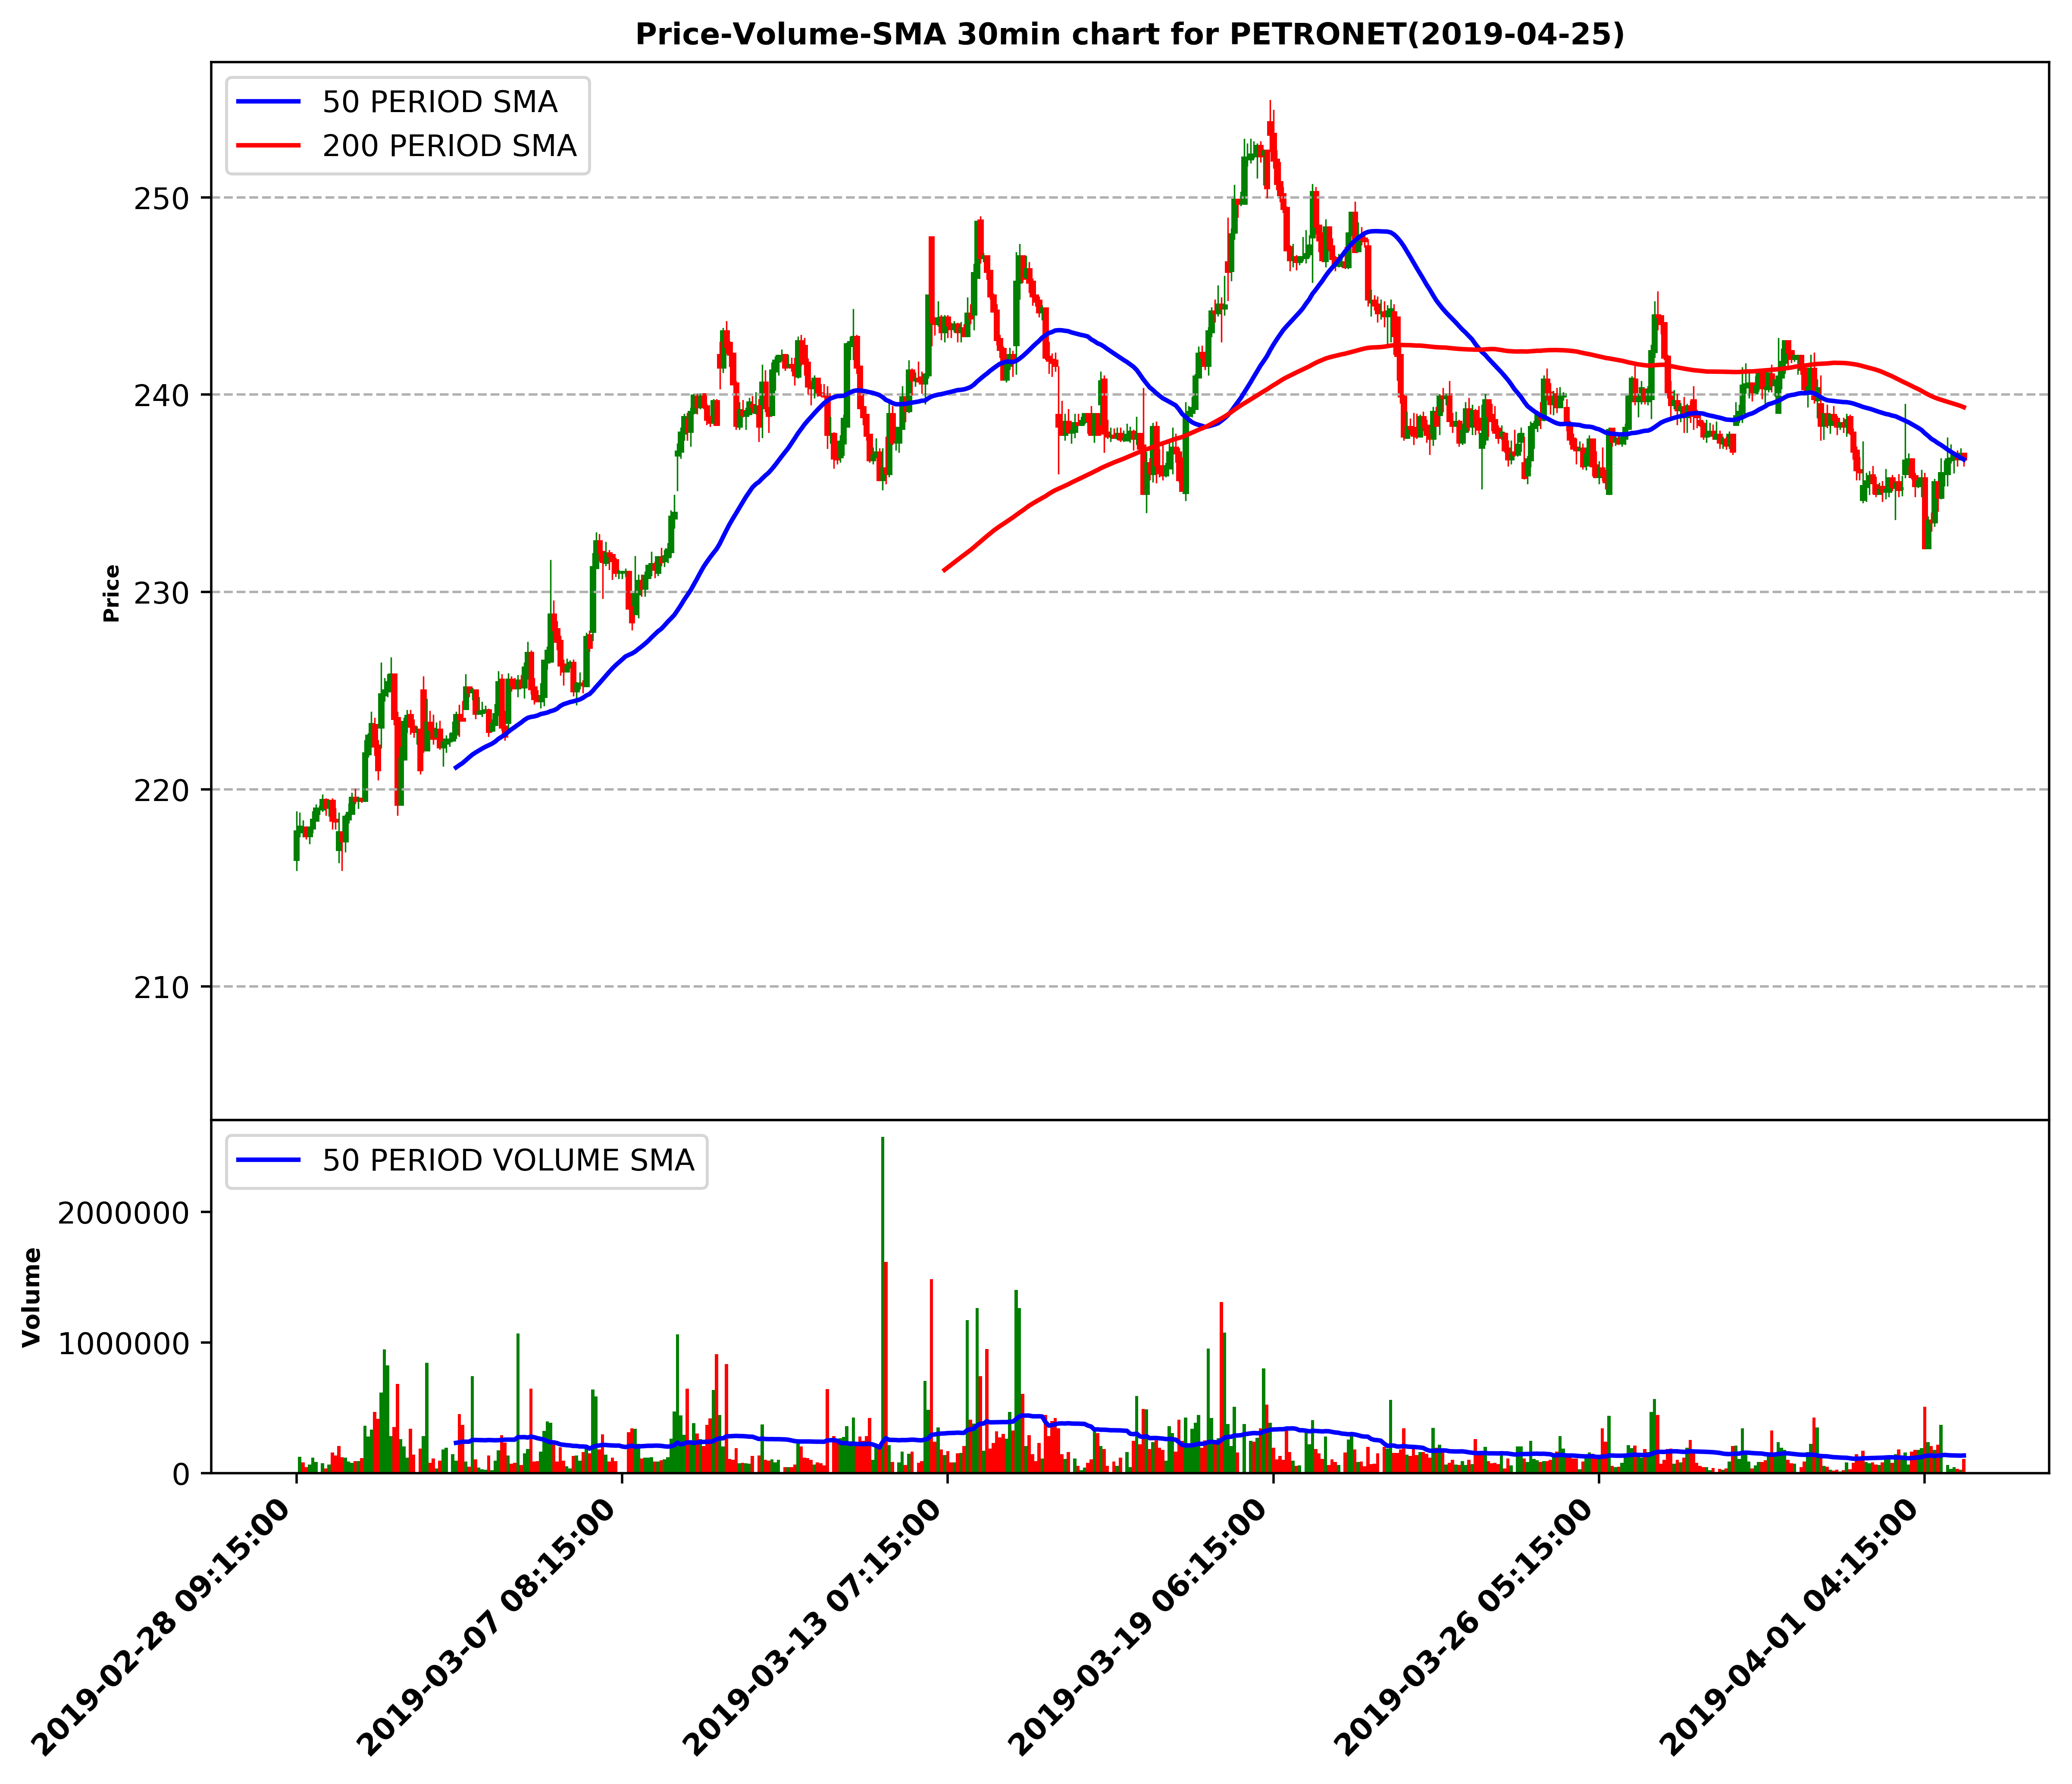 Price-Volume-SMA 30min chart for PETRONET(2019-04-25)
50 PERIOD SMA
200 PERIOD SMA
250
240
230
220
210
Price
50 PERIOD VOLUME SMA
2000000
1000000
0
Volume
2019-02-28 09:15:00
2019-03-07 08:15:00
2019-03-13 07:15:00
2019-03-19 06:15:00
2019-03-26 05:15:00
2019-04-01 04:15:00